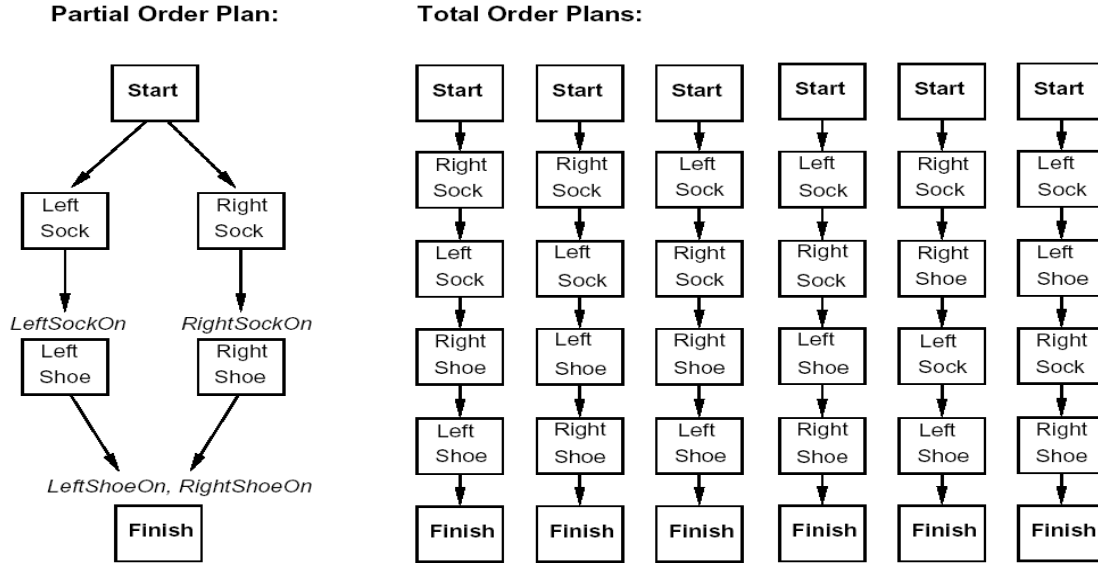 Partial Order Plan:
Start
Left
Sock
Right
Sock
LeftSockOn
RightSockOn
Left
Shoe
Right
Shoe
LeftShoeOn, RightShoeOn
Finish
Total Order Plans:
Start
Right
Sock
Left
Sock
Right
Shoe
Left
Shoe
Finish
Start
Right
Sock
Left
Sock
Left
Shoe
Right
Shoe
Finish
Start
Left
Sock
Right
Sock
Right
Shoe
Left
Shoe
Finish
Start
Left
Sock
Right
Sock
Left
Shoe
Right
Shoe
Finish
Start
Right
Sock
Right
Shoe
Left
Sock
Left
Shoe
Finish
Start
Left
Sock
Left
Shoe
Right
Sock
Right
Shoe
Finish